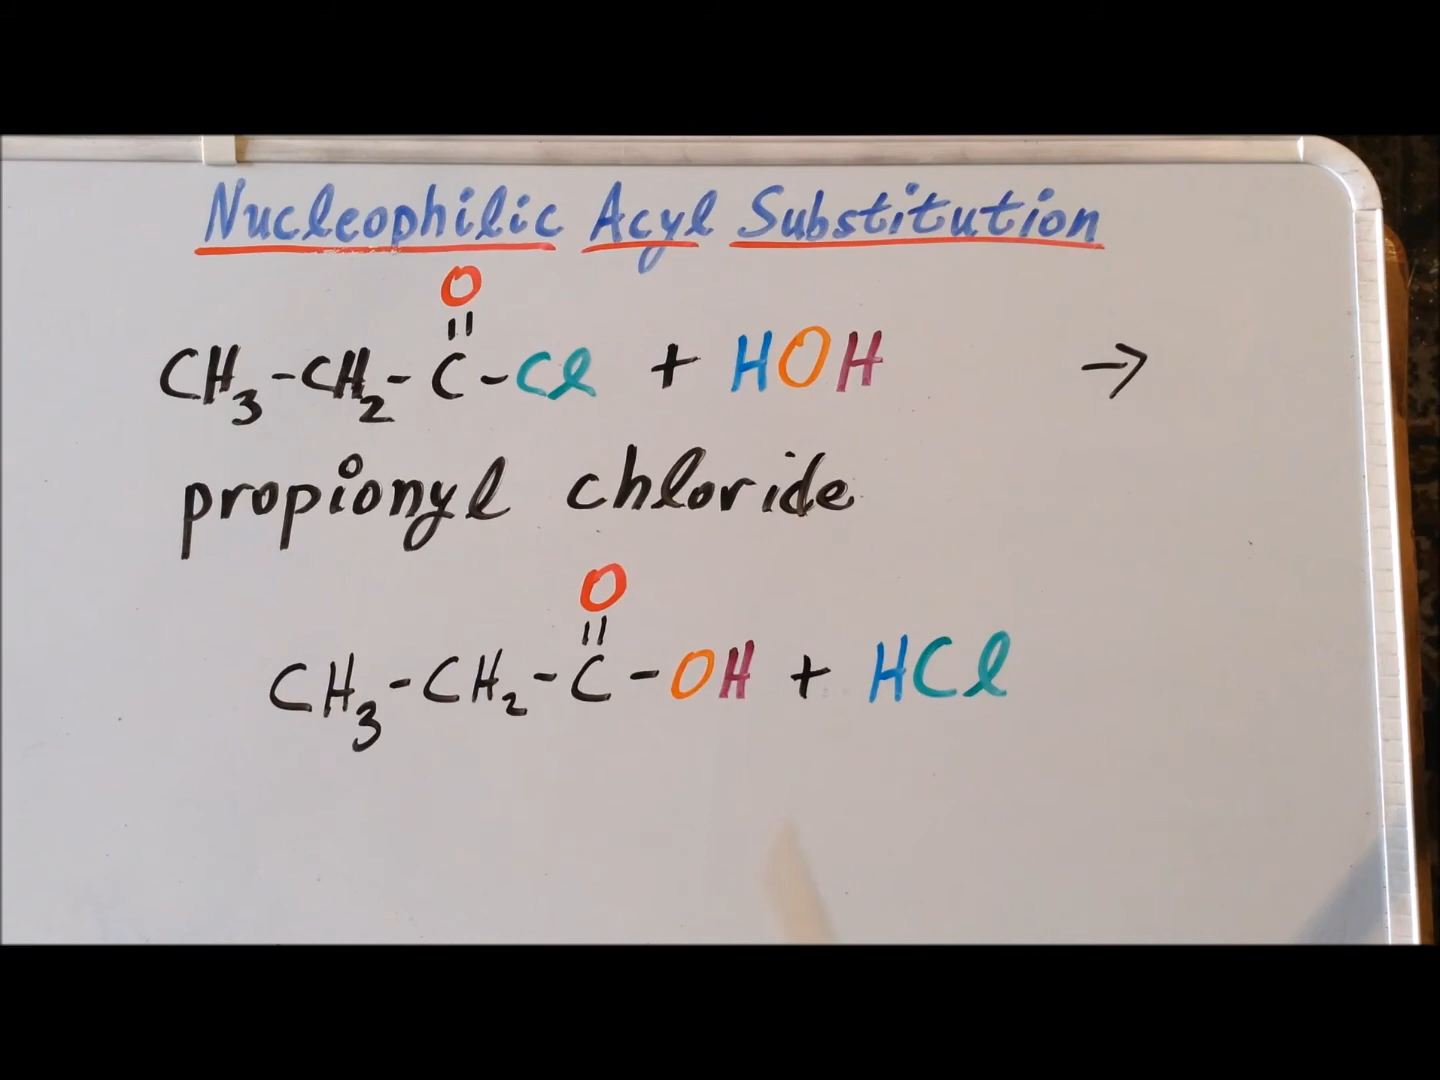 Nucleophilic Acyl Substitution
O
||
CH₃-CH₂-C-Cl + HOH →
propionyl chloride
O
||
CH₃-CH₂-C-OH + HCl